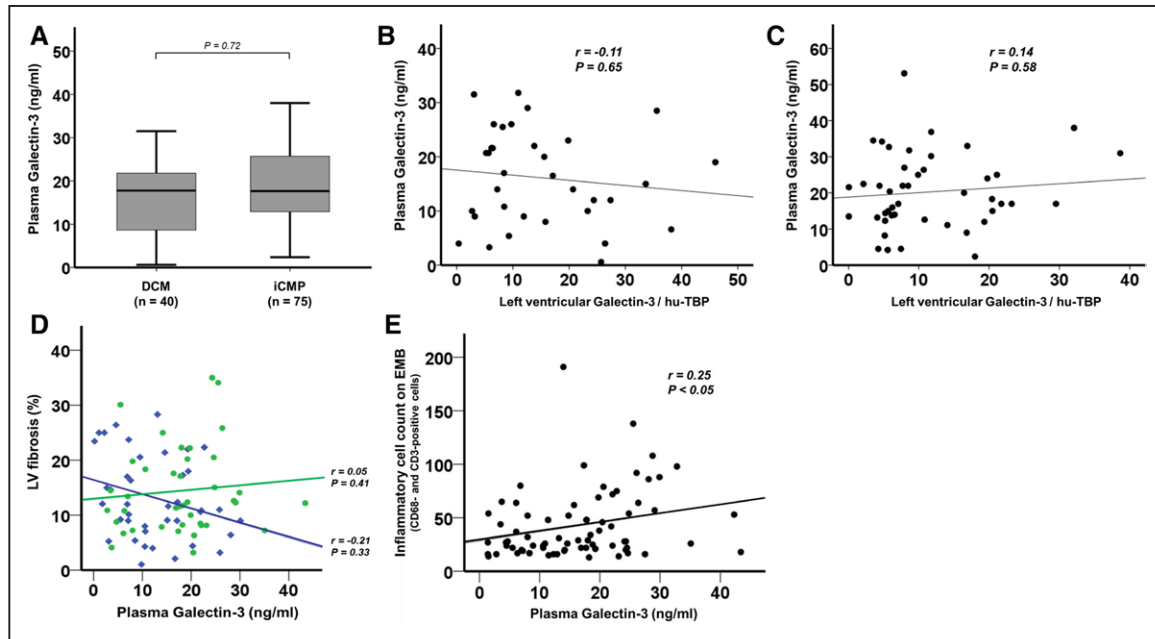 A
P = 0.72
Plasma Galectin-3 (ng/ml)
50
40
30
20
10
0
DCM
(n = 40)
iCMP
(n = 75)
B
r = -0.11
P = 0.65
Plasma Galectin-3 (ng/ml)
40
30
20
10
0
0 10 20 30 40 50
Left ventricular Galectin-3 / hu-TBP
C
r = 0.14
P = 0.58
Plasma Galectin-3 (ng/ml)
60
50
40
30
20
10
0
0 10 20 30 40
Left ventricular Galectin-3 / hu-TBP
D
LV fibrosis (%)
40
30
20
10
0
r = 0.05
P = 0.41
r = -0.21
P = 0.33
0 10 20 30 40
Plasma Galectin-3 (ng/ml)
E
r = 0.25
P < 0.05
Inflammatory cell count on EMB
(CD68- and CD3-positive cells)
200
150
100
50
0
0 10 20 30 40
Plasma Galectin-3 (ng/ml)